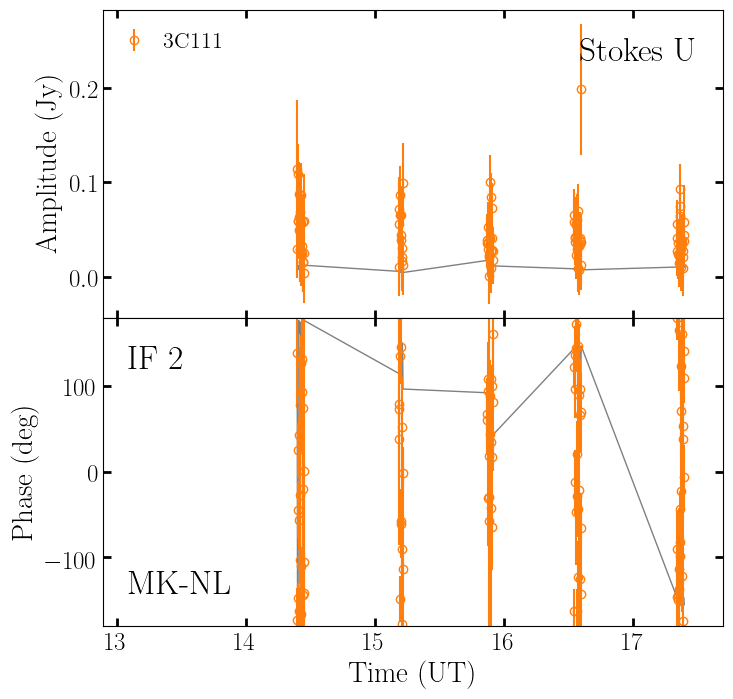 3C111
Stokes U
Amplitude (Jy)
0.2
0.1
0.0
IF 2
MK-NL
Phase (deg)
100
0
−100
13 14 15 16 17
Time (UT)